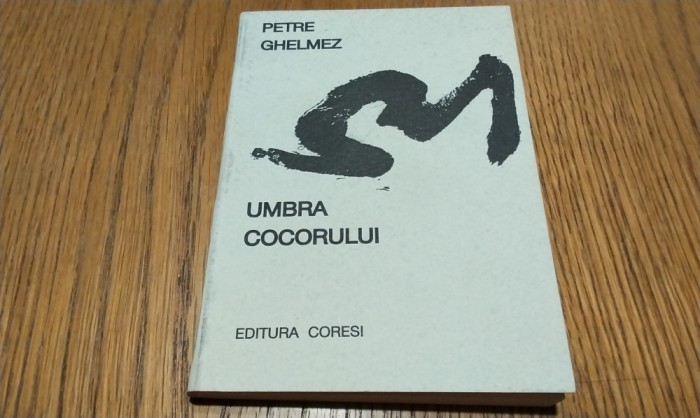 PETRE
GHELMEZ
UMBRA
COCORULUI
EDITURA CORESI